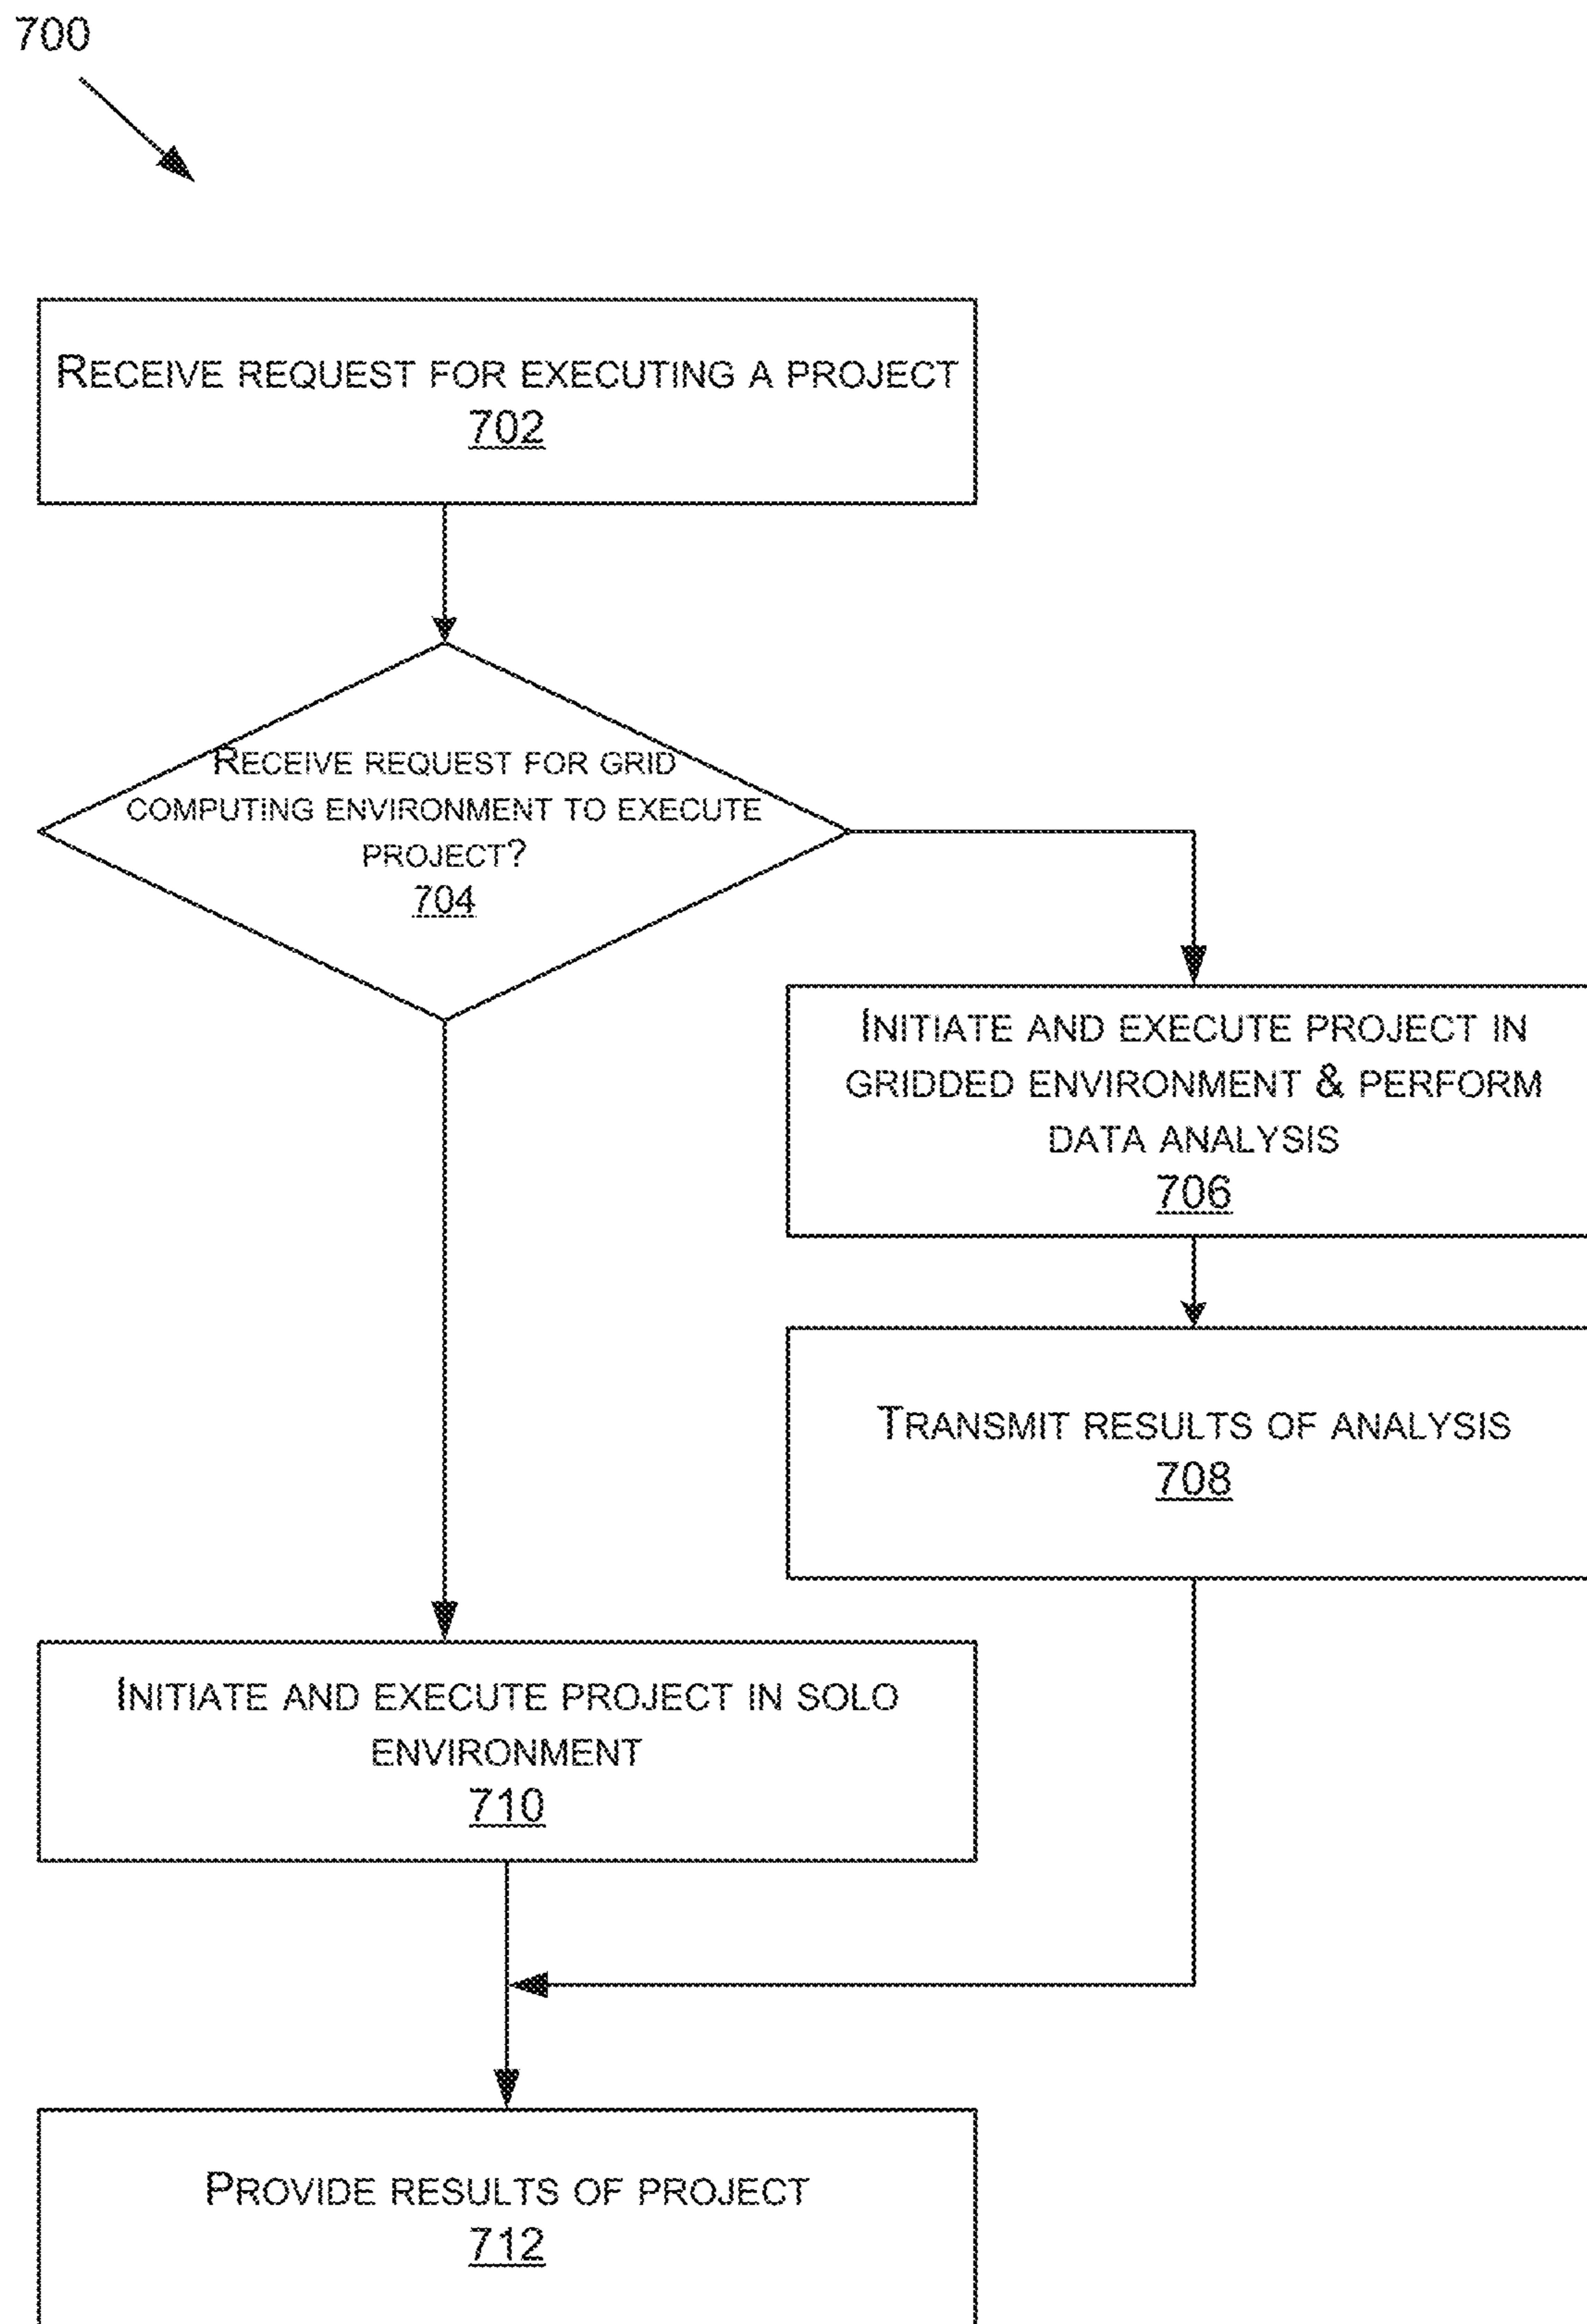 700
RECEIVE REQUEST FOR EXECUTING A PROJECT
702
RECEIVE REQUEST FOR GRID
COMPUTING ENVIRONMENT TO EXECUTE
PROJECT?
704
INITIATE AND EXECUTE PROJECT IN
GRIDDED ENVIRONMENT & PERFORM
DATA ANALYSIS
706
TRANSMIT RESULTS OF ANALYSIS
708
INITIATE AND EXECUTE PROJECT IN SOLO
ENVIRONMENT
710
PROVIDE RESULTS OF PROJECT
712